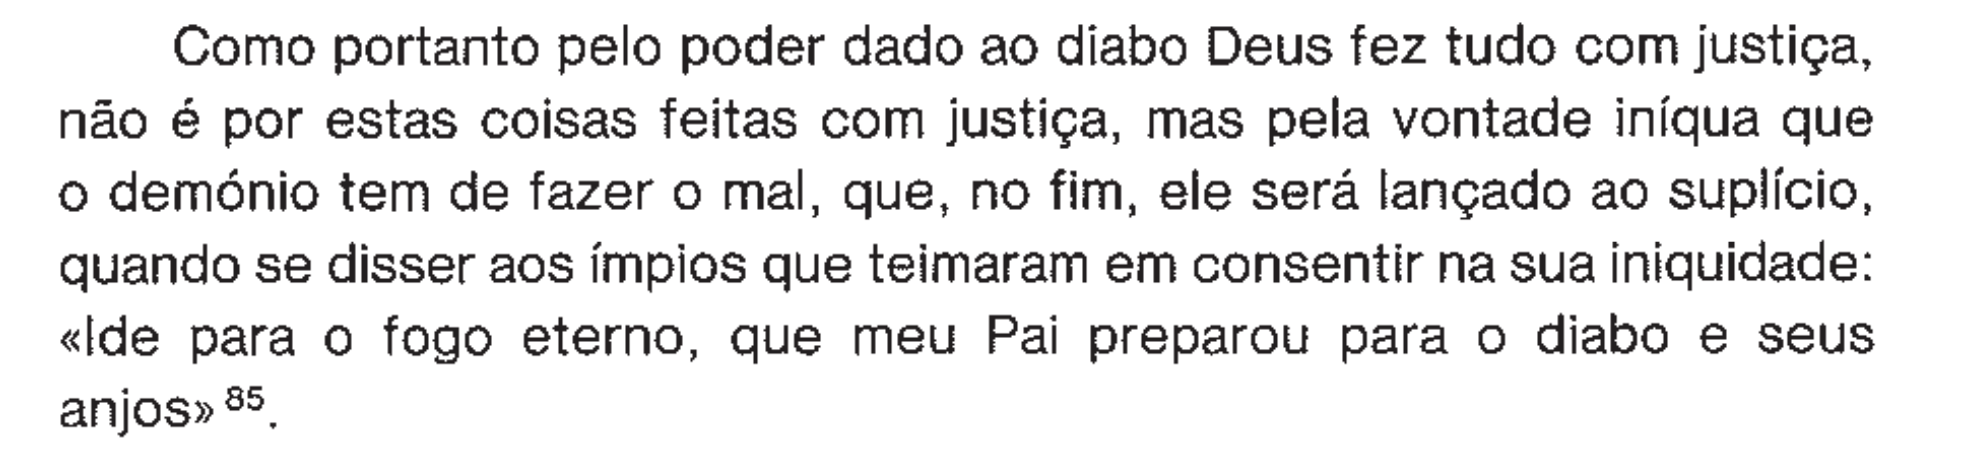 Como portanto pelo poder dado ao diabo Deus fez tudo com justiça,
não é por estas coisas feitas com justiça, mas pela vontade iníqua que
o demónio tem de fazer o mal, que, no fim, ele será lançado ao suplício,
quando se disser aos ímpios que teimaram em consentir na sua iniquidade:
«Ide para o fogo eterno, que meu Pai preparou para o diabo e seus
anjos» 85.